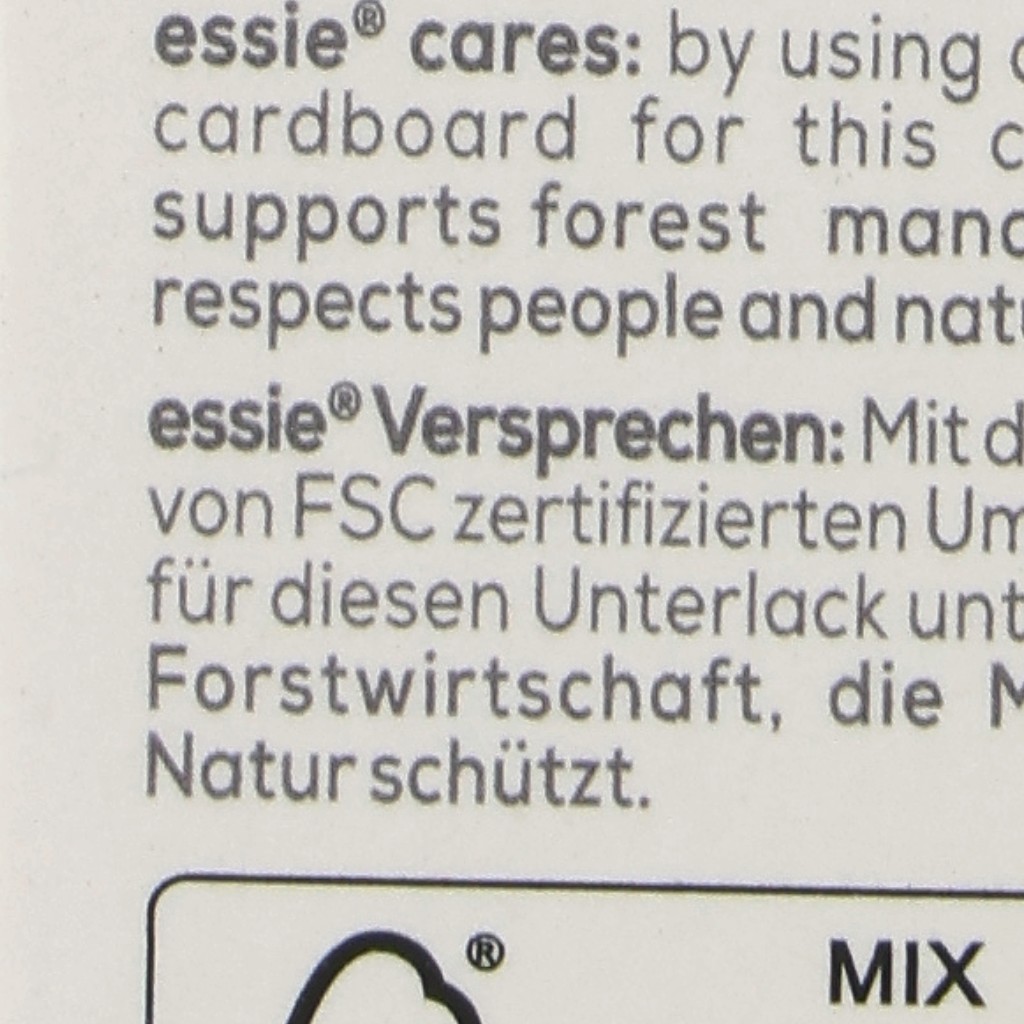 essie® cares: by using
cardboard for this
supports forest
respects people and
essie® Versprechen: Mit
von FSC zertifizierten
für diesen Unterlack
Forstwirtschaft, die
Natur schützt.
®
MIX